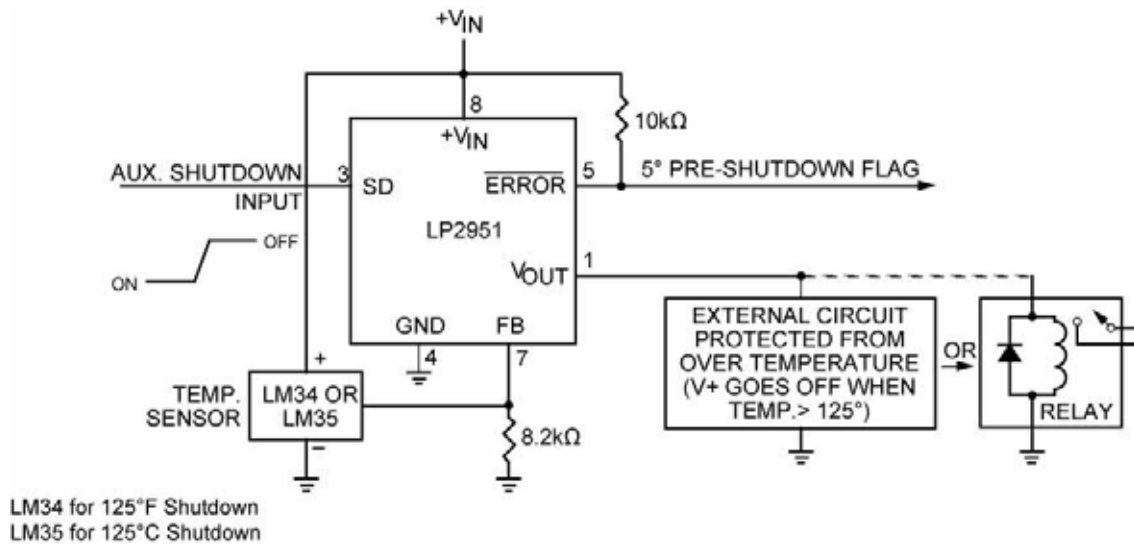 +VIN
8
+VIN
10kΩ
AUX. SHUTDOWN
INPUT
3
SD
ERROR
5
5° PRE-SHUTDOWN FLAG
LP2951
OFF
ON
VOUT
1
GND
FB
4
7
EXTERNAL CIRCUIT
PROTECTED FROM
OVER TEMPERATURE
(V+ GOES OFF WHEN
TEMP.> 125°)
OR
RELAY
TEMP.
SENSOR
+
LM34 OR
LM35
–
8.2kΩ
LM34 for 125°F Shutdown
LM35 for 125°C Shutdown